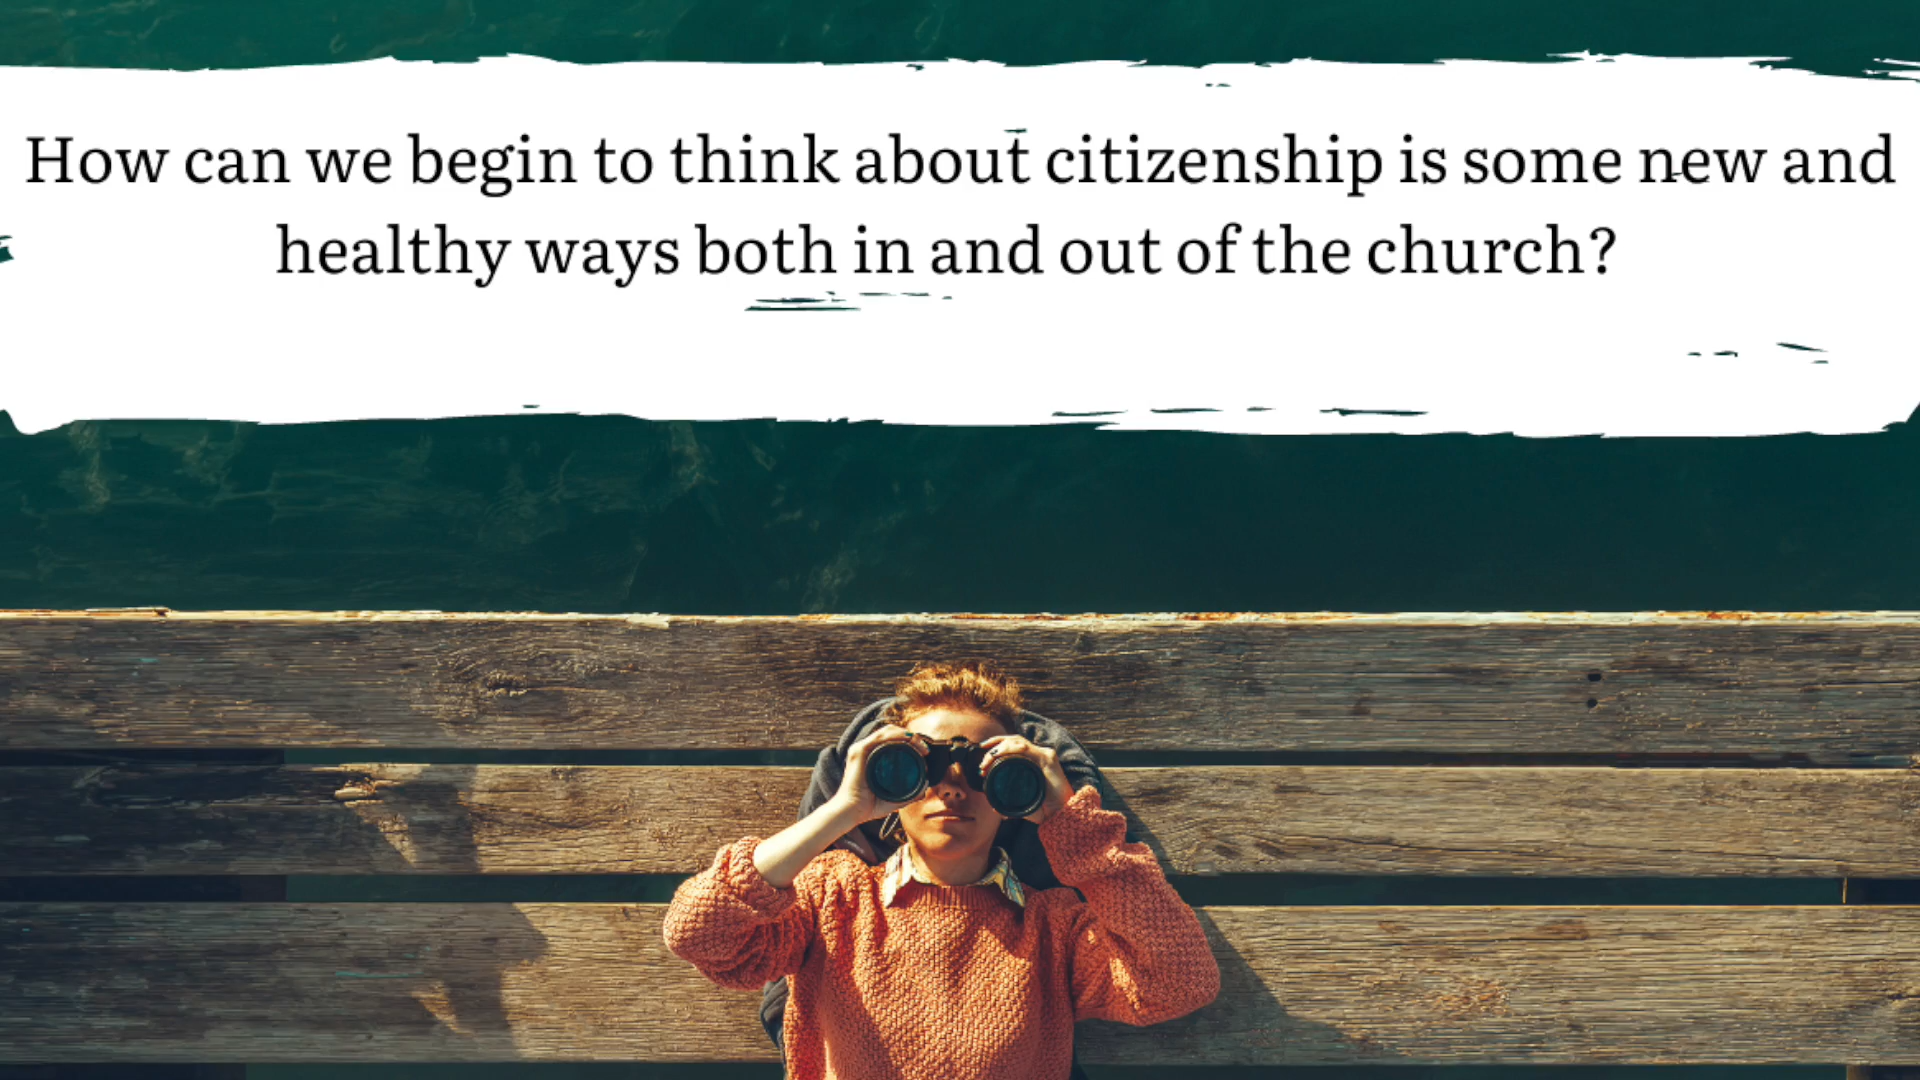 How can we begin to think about citizenship is some new and
healthy ways both in and out of the church?